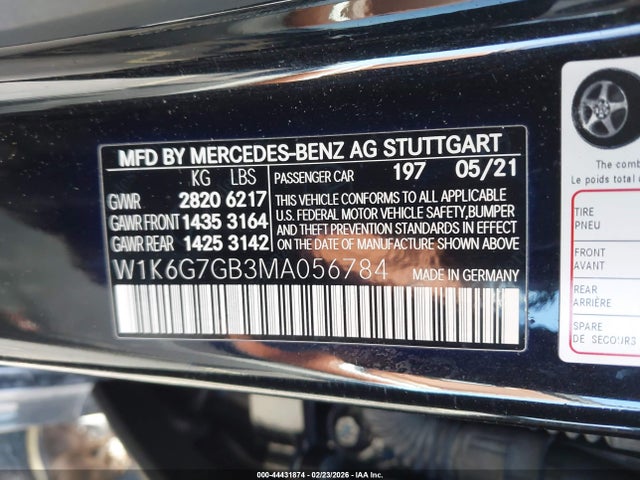 MFD BY MERCEDES-BENZ AG STUTTGART
KG LBS PASSENGER CAR 197 05/21
GVWR 2820 6217
GAWR FRONT 1435 3164
GAWR REAR 1425 3142
THIS VEHICLE CONFORMS TO ALL APPLICABLE
U.S. FEDERAL MOTOR VEHICLE SAFETY,BUMPER
AND THEFT PREVENTION STANDARDS IN EFFECT
ON THE DATE OF MANUFACTURE SHOWN ABOVE.
W1K6G7GB3MA056784 MADE IN GERMANY
The comb
Le poids total
TIRE
PNEU
FRONT
AVANT
REAR
ARRIÈRE
SPARE
DE SECOURS
000-44431874 - 02/23/2026 - IAA Inc.